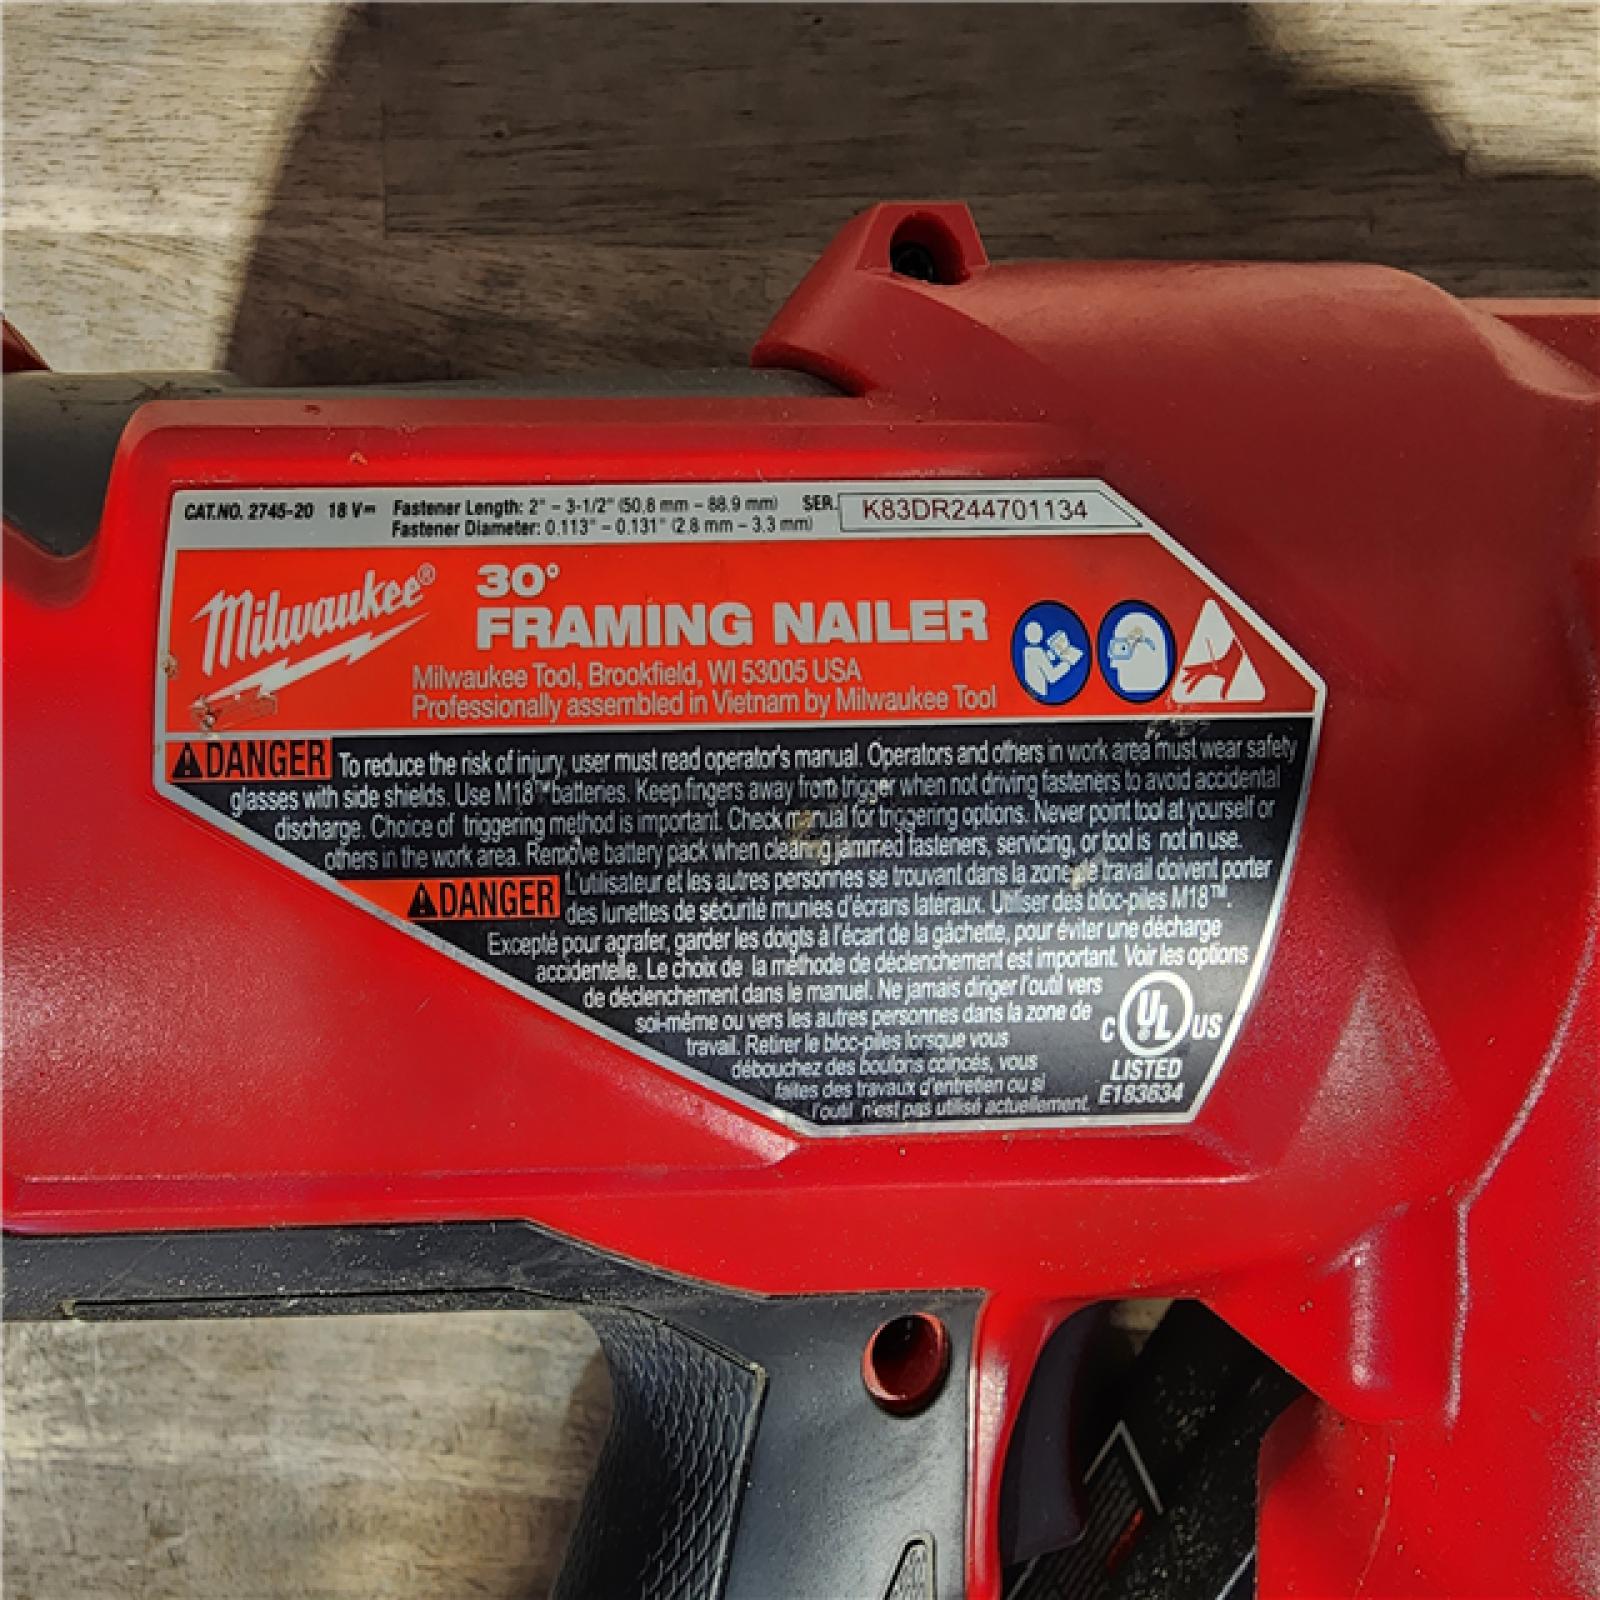 CAT.NO. 2745-20 18 V⎓ Fastener Length: 2" – 3-1/2" (50.8 mm – 88.9 mm) SER. K83DR244701134
Fastener Diameter: 0.113" – 0.131" (2.8 mm – 3.3 mm)
Milwaukee® 30°
FRAMING NAILER
Milwaukee Tool, Brookfield, WI 53005 USA
Professionally assembled in Vietnam by Milwaukee Tool
⚠DANGER To reduce the risk of injury, user must read operator's manual. Operators and others in work area must wear safety
glasses with side shields. Use M18™ batteries. Keep fingers away from trigger when not driving fasteners to avoid accidental
discharge. Choice of triggering method is important. Check manual for triggering options. Never point tool at yourself or
others in the work area. Remove battery pack when clearing jammed fasteners, servicing, or tool is not in use.
⚠DANGER L'utilisateur et les autres personnes se trouvant dans la zone de travail doivent porter
des lunettes de sécurité munies d'écrans latéraux. Utiliser des bloc-piles M18™.
Excepté pour agrafer, garder les doigts à l'écart de la gâchette, pour éviter une décharge
accidentelle. Le choix de la méthode de déclenchement est important. Voir les options
de déclenchement dans le manuel. Ne jamais diriger l'outil vers
soi-même ou vers les autres personnes dans la zone de
travail. Retirer le bloc-piles lorsque vous
débouchez des boulons coincés, vous
faites des travaux d'entretien ou si
l'outil n'est pas utilisé actuellement.
C UL US
LISTED
E183634